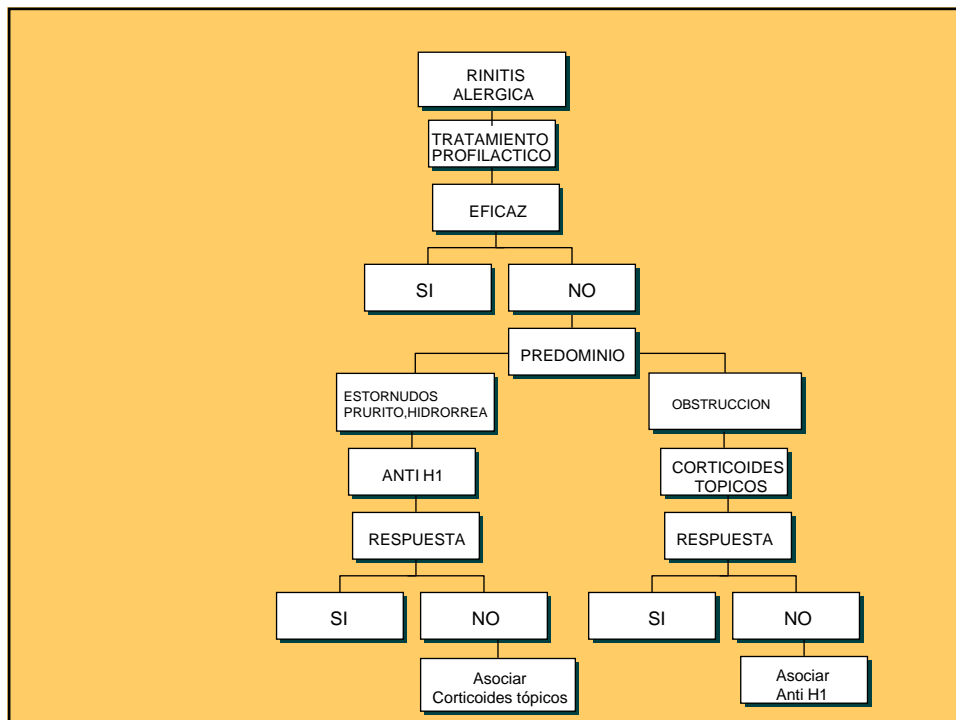 RINITIS
ALERGICA
TRATAMIENTO
PROFILACTICO
EFICAZ
SI
NO
PREDOMINIO
ESTORNUDOS
PRURITO,HIDRORREA
OBSTRUCCION
ANTI H1
CORTICOIDES
TOPICOS
RESPUESTA
RESPUESTA
SI
NO
SI
NO
Asociar
Corticoides tópicos
Asociar
Anti H1